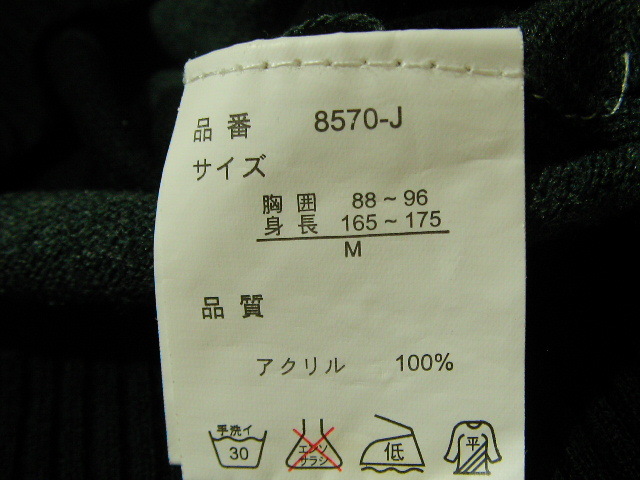 品番 8570-J
サイズ
胸囲 88~96
身長 165~175
M
品質
アクリル 100%
手洗イ
30
エンソ
サラシ
低
平